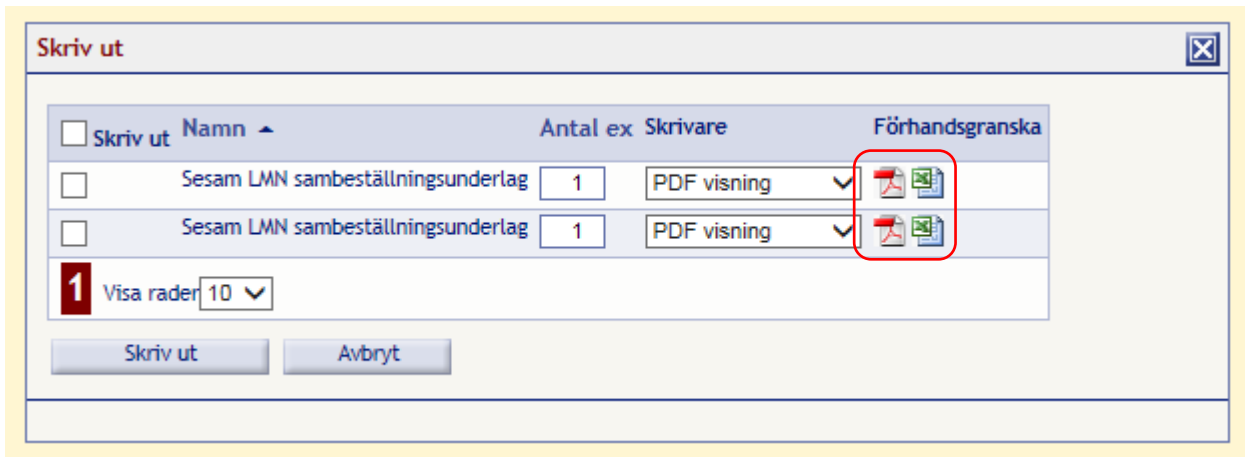 Skriv ut
Skriv ut Namn Antal ex Skrivare Förhandsgranska
Sesam LMN sambeställningsunderlag 1 PDF visning
Sesam LMN sambeställningsunderlag 1 PDF visning
1 Visa rader 10
Skriv ut Avbryt